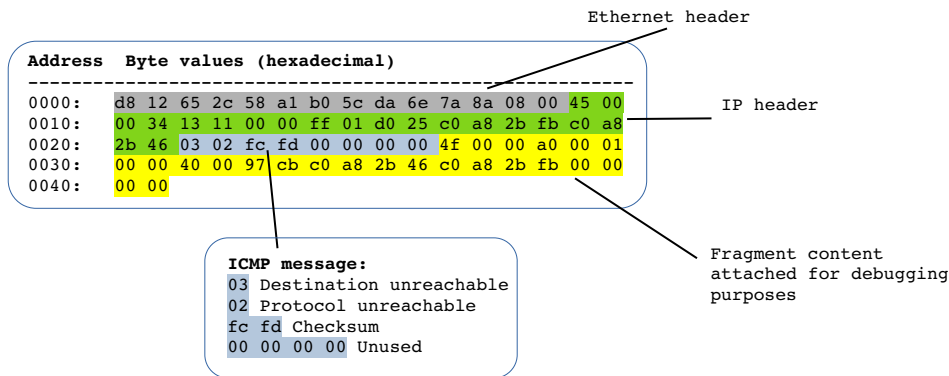 Ethernet header
Address Byte values (hexadecimal)
-----------------------------------------------------
0000: d8 12 65 2c 58 a1 b0 5c da 6e 7a 8a 08 00 45 00
IP header
0010: 00 34 13 11 00 00 ff 01 d0 25 c0 a8 2b fb c0 a8
0020: 2b 46 03 02 fc fd 00 00 00 00 4f 00 00 a0 00 01
0030: 00 00 40 00 97 cb c0 a8 2b 46 c0 a8 2b fb 00 00
0040: 00 00
Fragment content
attached for debugging
purposes
ICMP message:
03 Destination unreachable
02 Protocol unreachable
fc fd Checksum
00 00 00 00 Unused